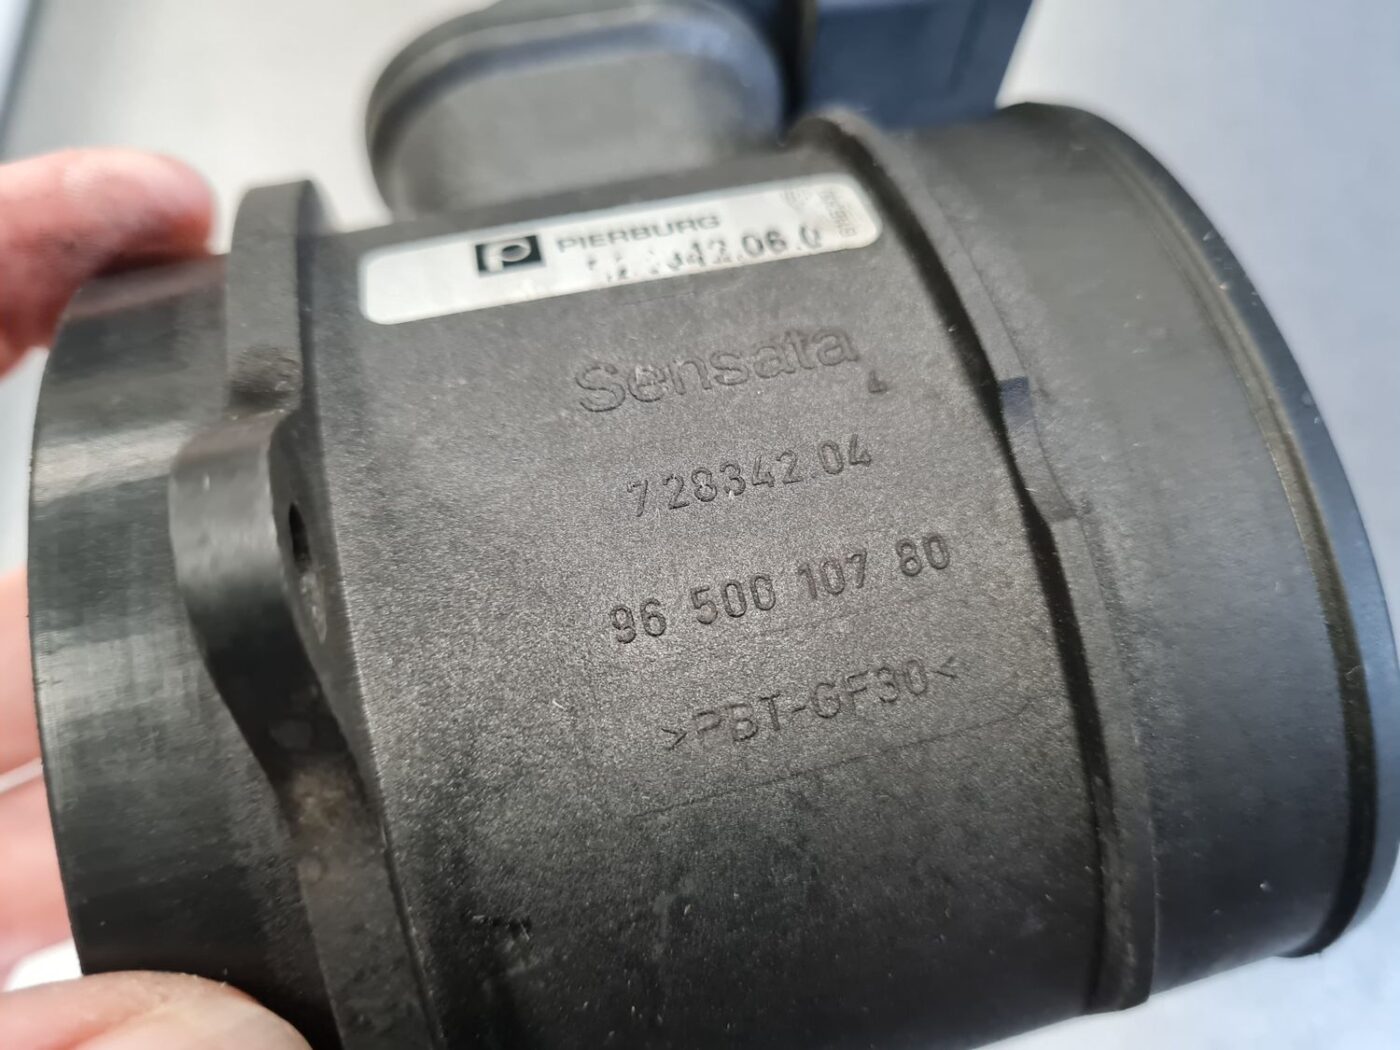 PIERBURG
Sensata
728342.04
96 500 107 80
>PBT-GF30<